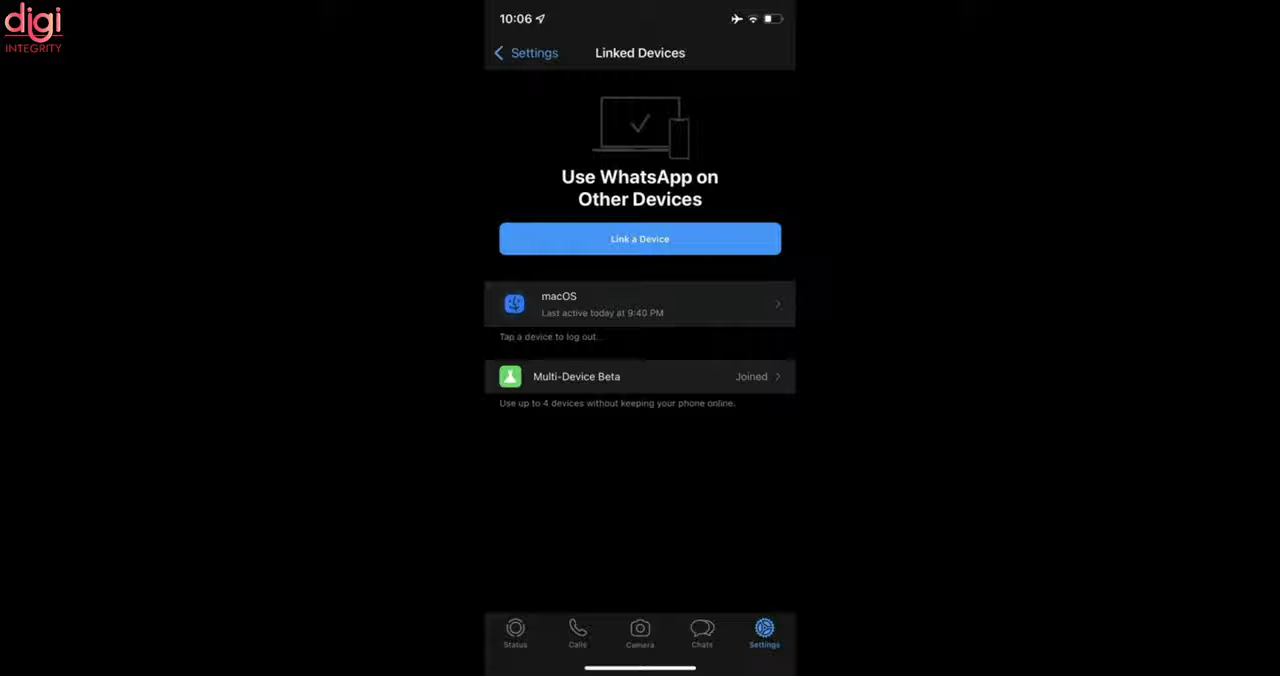 digi
INTEGRITY
10:06
Settings
Linked Devices
Use WhatsApp on
Other Devices
Link a Device
macOS
Last active today at 9:40 PM
Tap a device to log out.
Multi-Device Beta
Joined
Use up to 4 devices without keeping your phone online.
Status
Calls
Camera
Chats
Settings